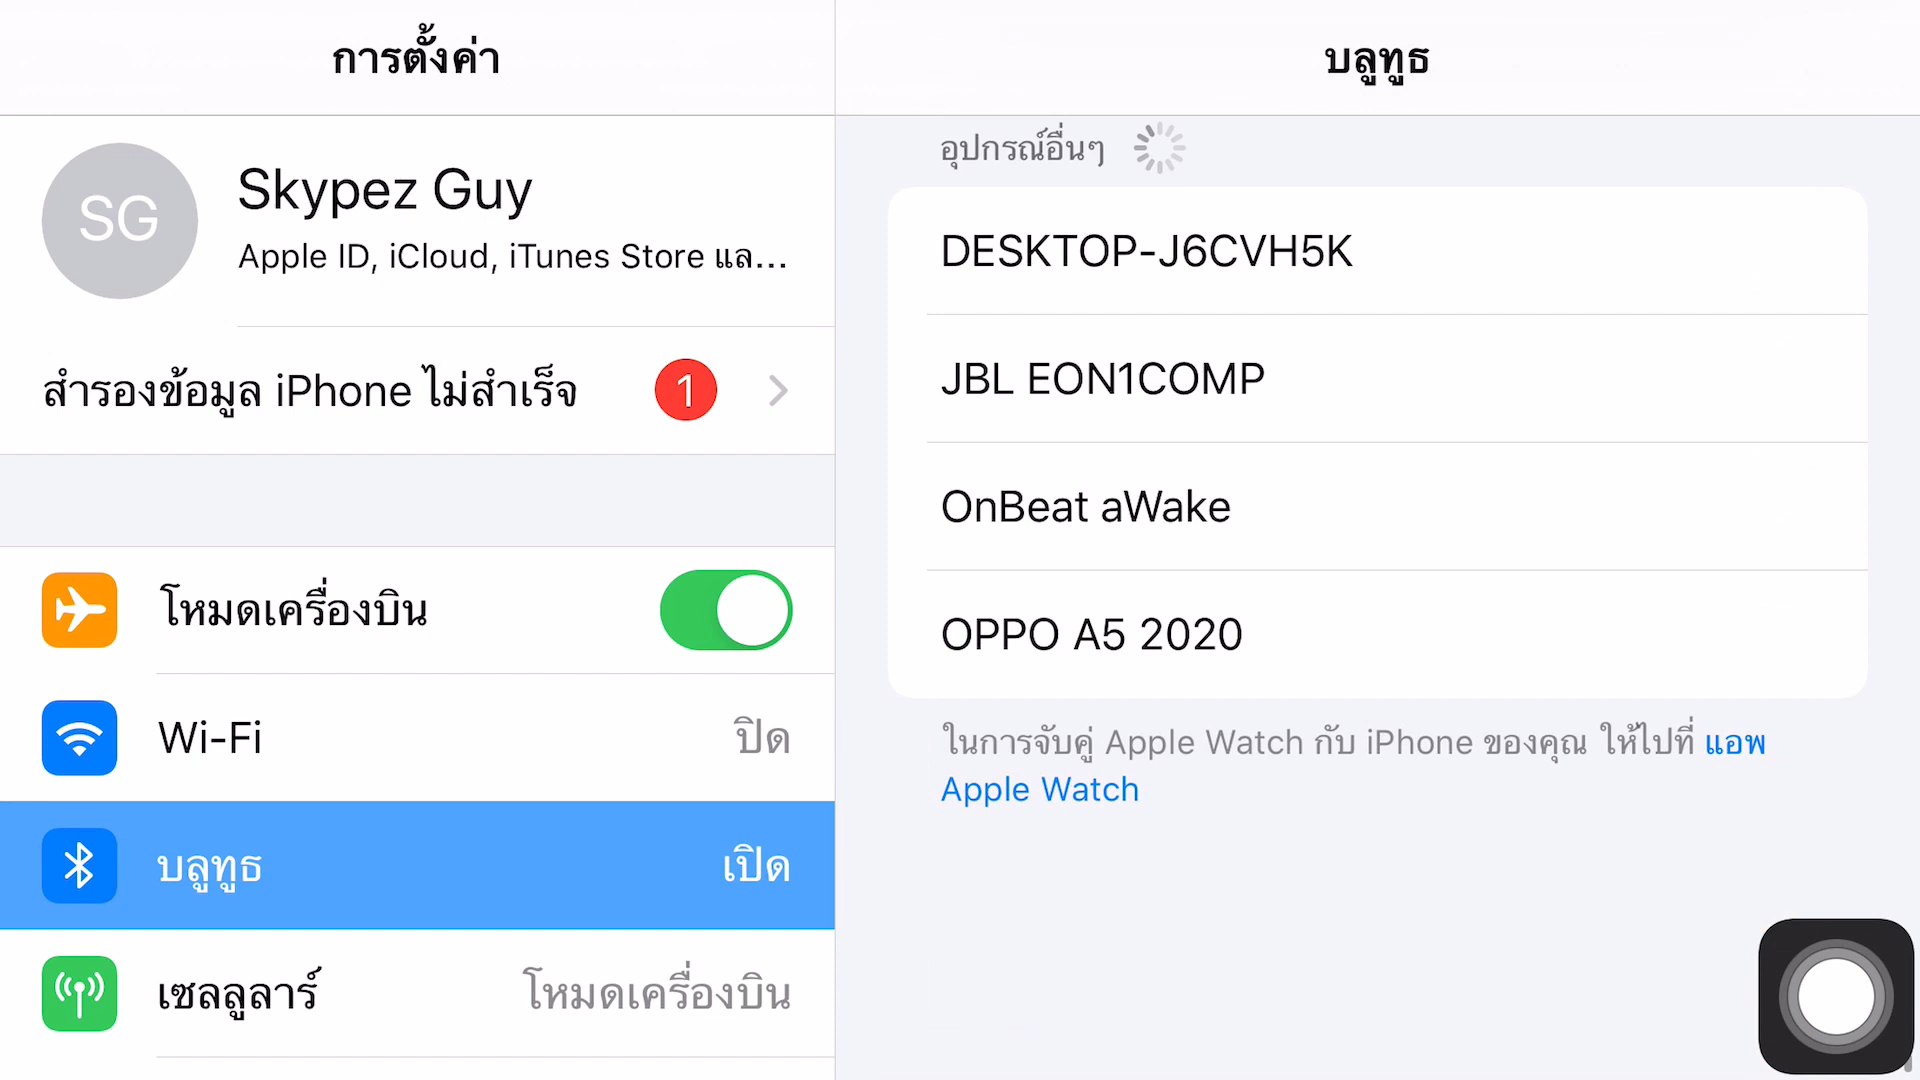 การตั้งค่า
SG
Skypez Guy
Apple ID, iCloud, iTunes Store แล...
สำรองข้อมูล iPhone ไม่สำเร็จ 1
โหมดเครื่องบิน
Wi-Fi ปิด
บลูทูธ เปิด
เซลลูลาร์ โหมดเครื่องบิน
บลูทูธ
อุปกรณ์อื่นๆ
DESKTOP-J6CVH5K
JBL EON1COMP
OnBeat aWake
OPPO A5 2020
ในการจับคู่ Apple Watch กับ iPhone ของคุณ ให้ไปที่ แอพ
Apple Watch